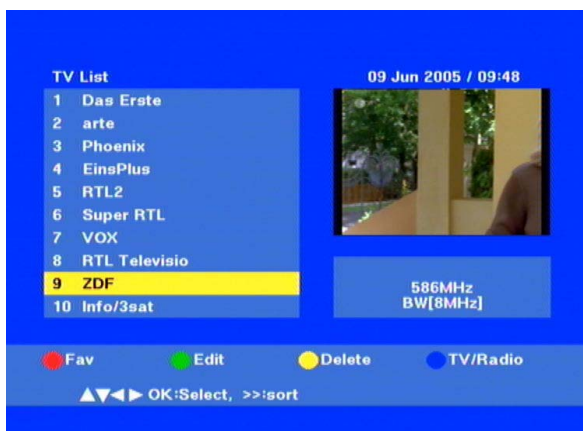 TV List
09 Jun 2005 / 09:48
1 Das Erste
2 arte
3 Phoenix
4 EinsPlus
5 RTL2
6 Super RTL
7 VOX
8 RTL Televisio
9 ZDF
10 Info/3sat
586MHz
BW[8MHz]
Fav Edit Delete TV/Radio
▲▼◀▶ OK:Select, >>:sort